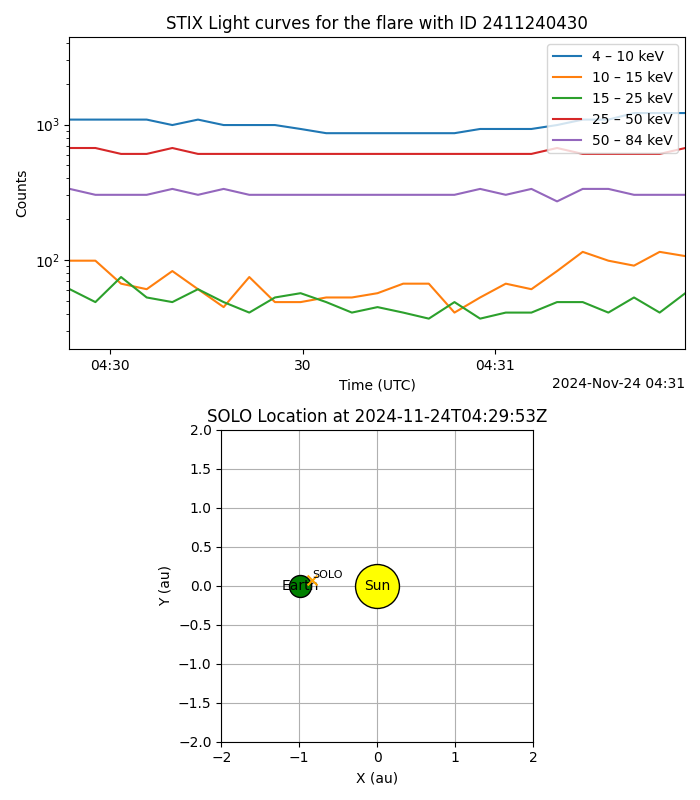 STIX Light curves for the flare with ID 2411240430
4 – 10 keV
10 – 15 keV
15 – 25 keV
25 – 50 keV
50 – 84 keV
10³
10²
Counts
04:30
30
04:31
Time (UTC)
2024-Nov-24 04:31
SOLO Location at 2024-11-24T04:29:53Z
2.0
1.5
1.0
0.5
0.0
−0.5
−1.0
−1.5
−2.0
Y (au)
SOLO
Earth
Sun
−2
−1
0
1
2
X (au)